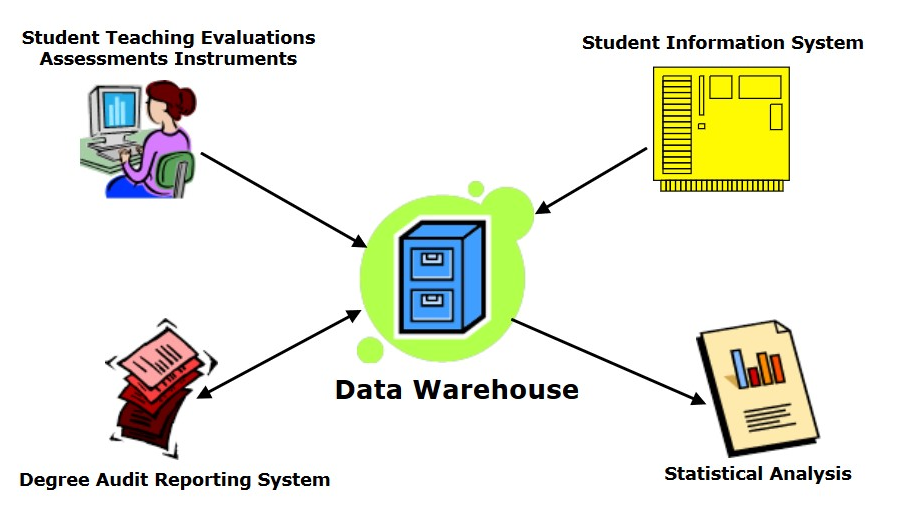 Student Teaching Evaluations
Assessments Instruments
Student Information System
Data Warehouse
Degree Audit Reporting System
Statistical Analysis